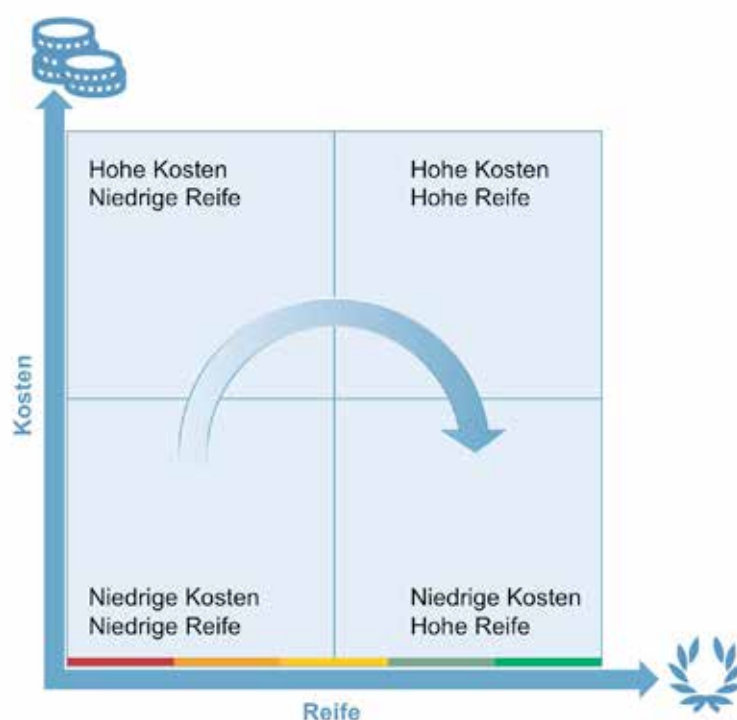 Hohe Kosten
Niedrige Reife
Hohe Kosten
Hohe Reife
Kosten
Niedrige Kosten
Niedrige Reife
Niedrige Kosten
Hohe Reife
Reife